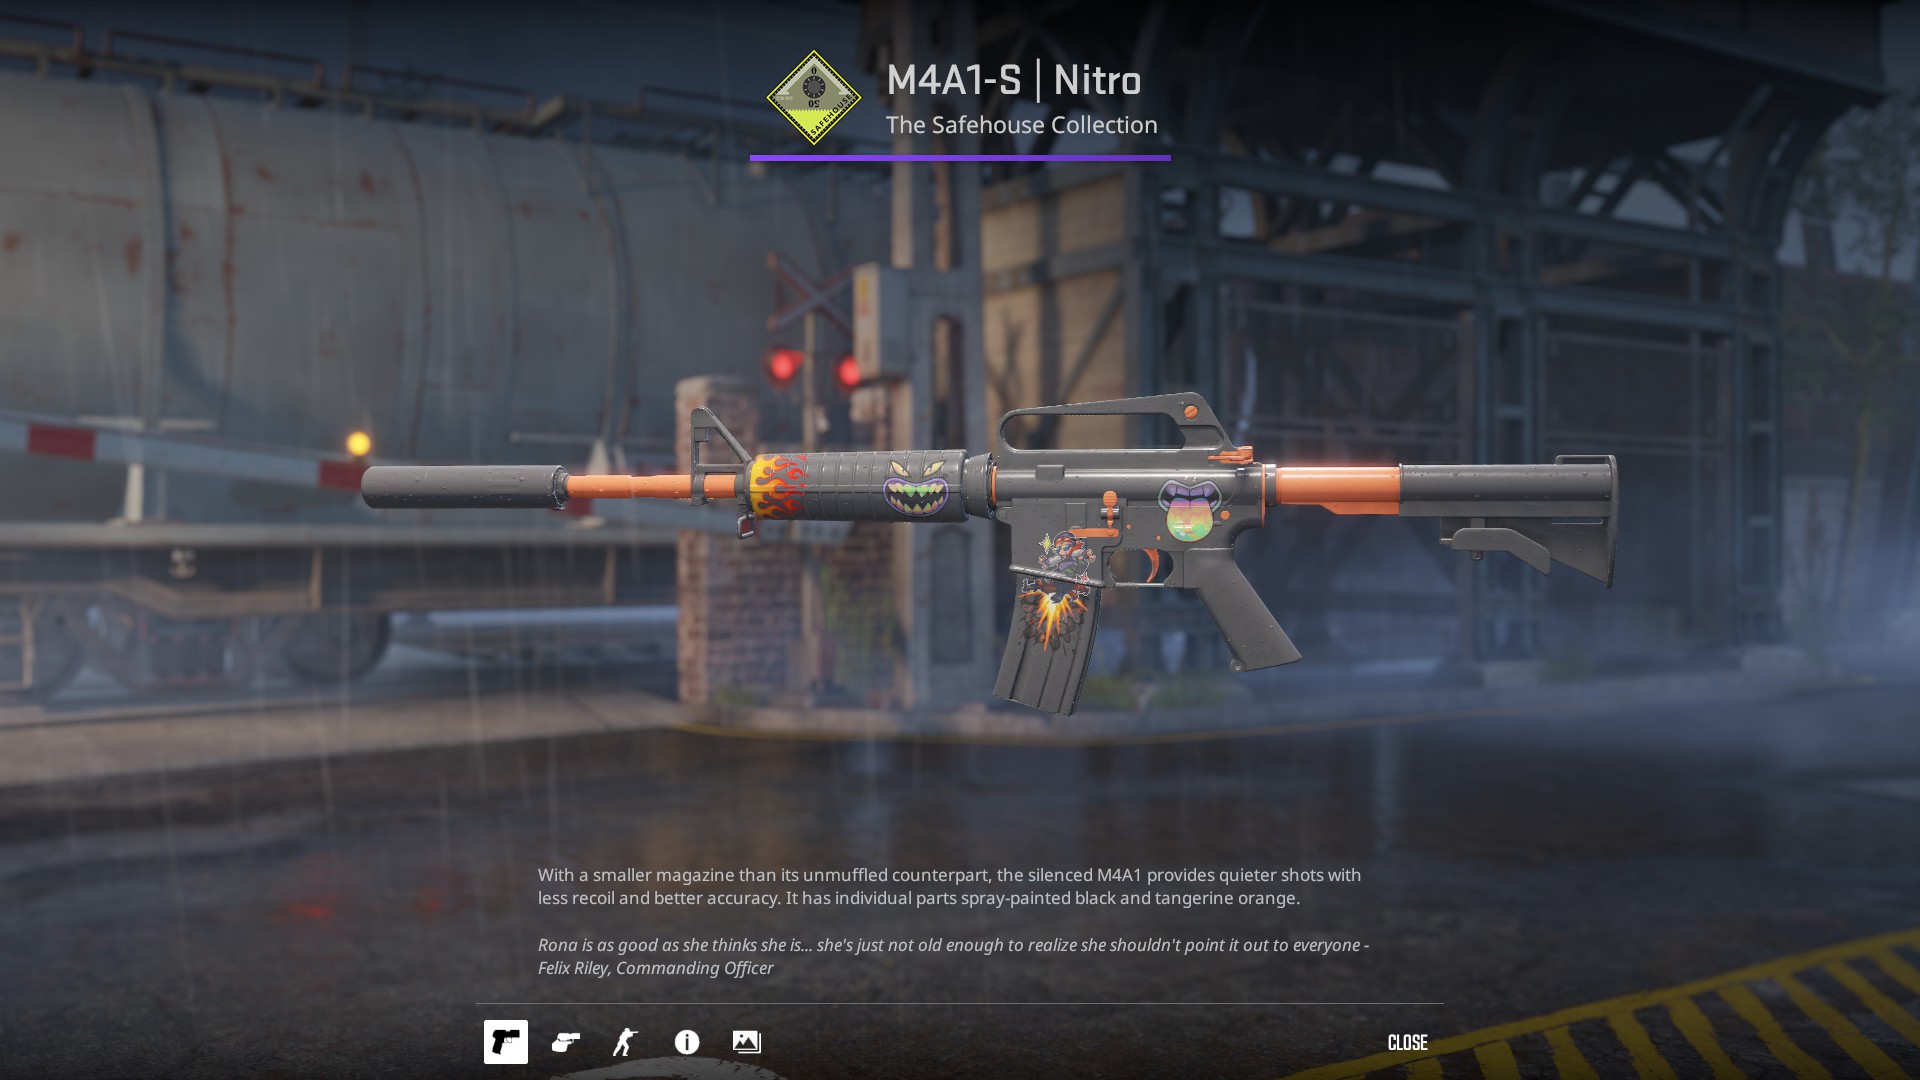 M4A1-S | Nitro
The Safehouse Collection
0
50
SAFEHOUSE
With a smaller magazine than its unmuffled counterpart, the silenced M4A1 provides quieter shots with
less recoil and better accuracy. It has individual parts spray-painted black and tangerine orange.
Rona is as good as she thinks she is... she's just not old enough to realize she shouldn't point it out to everyone -
Felix Riley, Commanding Officer
CLOSE